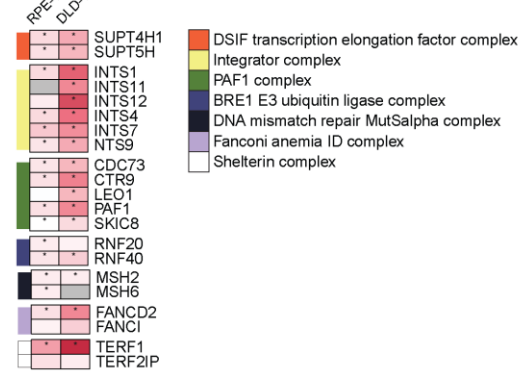 RPE-
DLD-
SUPT4H1
SUPT5H
INTS1
INTS11
INTS12
INTS4
INTS7
NTS9
CDC73
CTR9
LEO1
PAF1
SKIC8
RNF20
RNF40
MSH2
MSH6
FANCD2
FANCI
TERF1
TERF2IP
DSIF transcription elongation factor complex
Integrator complex
PAF1 complex
BRE1 E3 ubiquitin ligase complex
DNA mismatch repair MutSalpha complex
Fanconi anemia ID complex
Shelterin complex